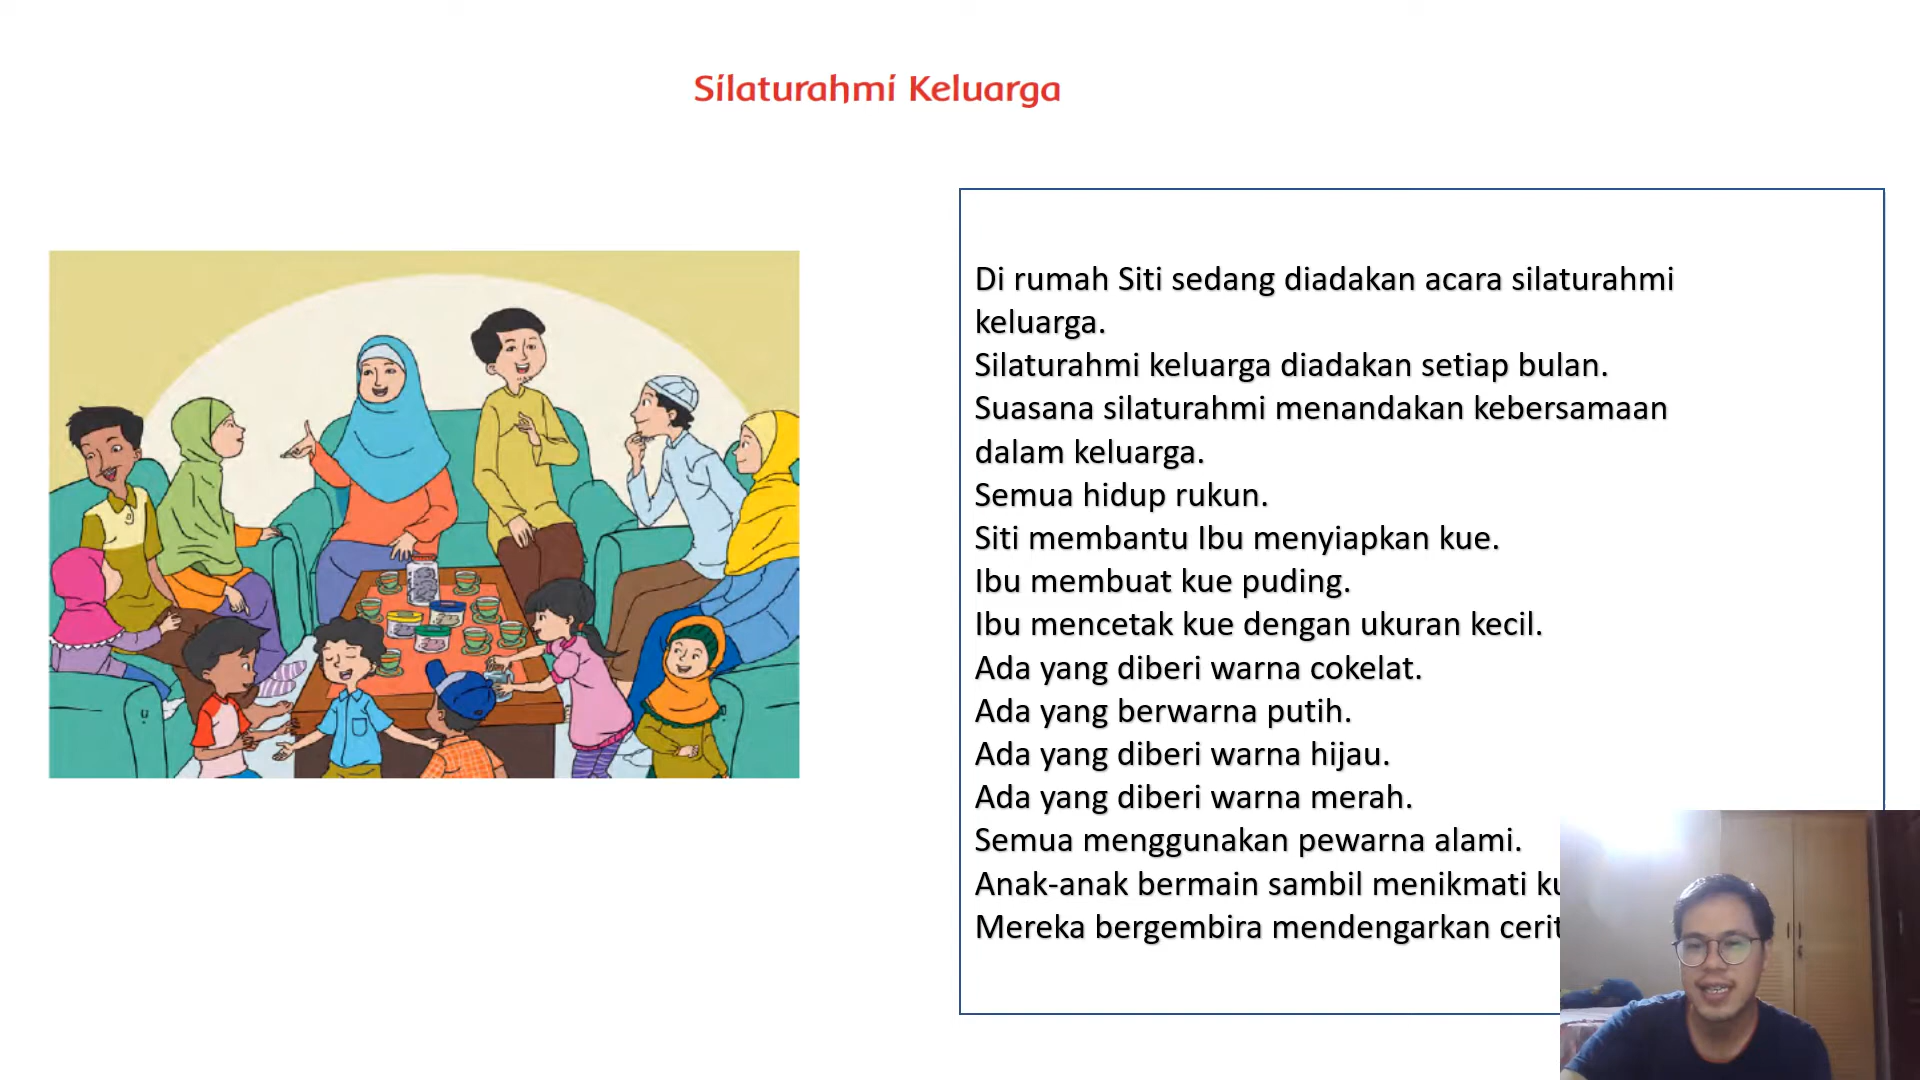 Silaturahmi Keluarga
Di rumah Siti sedang diadakan acara silaturahmi
keluarga.
Silaturahmi keluarga diadakan setiap bulan.
Suasana silaturahmi menandakan kebersamaan
dalam keluarga.
Semua hidup rukun.
Siti membantu Ibu menyiapkan kue.
Ibu membuat kue puding.
Ibu mencetak kue dengan ukuran kecil.
Ada yang diberi warna cokelat.
Ada yang berwarna putih.
Ada yang diberi warna hijau.
Ada yang diberi warna merah.
Semua menggunakan pewarna alami.
Anak-anak bermain sambil menikmati
Mereka bergembira mendengarkan